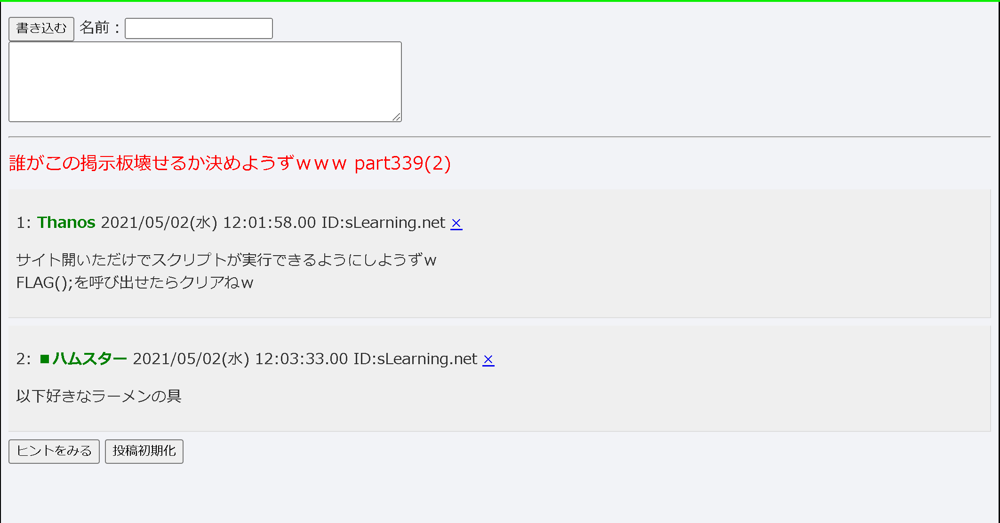 書き込む 名前：
誰がこの掲示板壊せるか決めようずｗｗｗ part339(2)
1: Thanos 2021/05/02(水) 12:01:58.00 ID:sLearning.net ×
サイト開いただけでスクリプトが実行できるようにしようずw
FLAG();を呼び出せたらクリアねw
2: ■ハムスター 2021/05/02(水) 12:03:33.00 ID:sLearning.net ×
以下好きなラーメンの具
ヒントをみる 投稿初期化